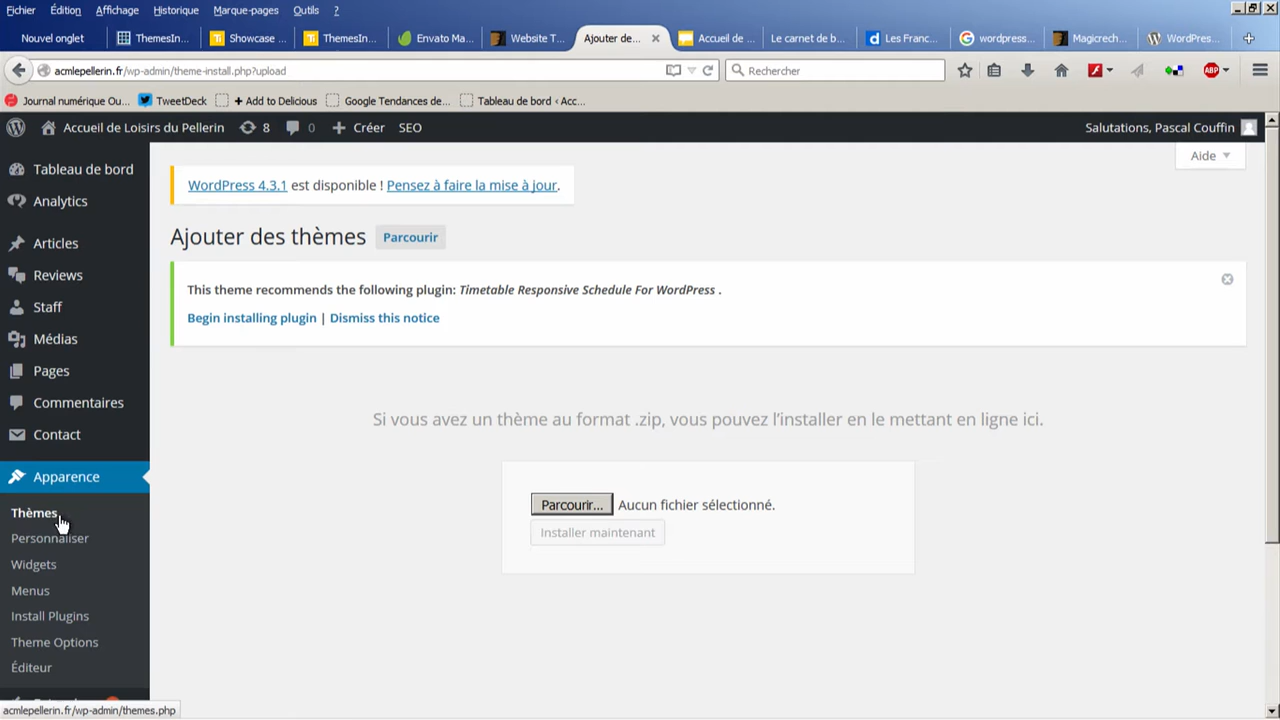 Fichier Édition Affichage Historique Marque-pages Outils ?
Nouvel onglet ThemesIn... Showcase ... ThemesIn... Envato Ma... Website T... Ajouter de... Accueil de ... Le carnet de b... Les Franc... wordpress... Magicrech... WordPres...
acmlepellerin.fr/wp-admin/theme-install.php?upload Rechercher ABP
Journal numérique Ou... TweetDeck + Add to Delicious Google Tendances de... Tableau de bord ‹ Acc...
Accueil de Loisirs du Pellerin 8 0 Créer SEO Salutations, Pascal Couffin
Aide
Tableau de bord
Analytics
Articles
Reviews
Staff
Médias
Pages
Commentaires
Contact
Apparence
Thèmes
Personnaliser
Widgets
Menus
Install Plugins
Theme Options
Éditeur
WordPress 4.3.1 est disponible ! Pensez à faire la mise à jour.
Ajouter des thèmes Parcourir
This theme recommends the following plugin: Timetable Responsive Schedule For WordPress .
Begin installing plugin | Dismiss this notice
Si vous avez un thème au format .zip, vous pouvez l'installer en le mettant en ligne ici.
Parcourir... Aucun fichier sélectionné.
Installer maintenant
acmlepellerin.fr/wp-admin/themes.php